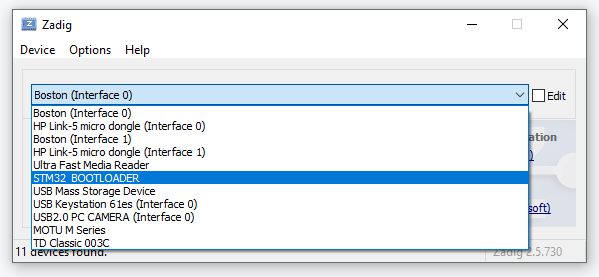 Zadig
Device Options Help
Boston (Interface 0)
Edit
Boston (Interface 0)
HP Link-5 micro dongle (Interface 0)
Boston (Interface 1)
HP Link-5 micro dongle (Interface 1)
Ultra Fast Media Reader
STM32 BOOTLOADER
USB Mass Storage Device
USB Keystation 61es (Interface 0)
USB2.0 PC CAMERA (Interface 0)
MOTU M Series
TD Classic 003C
ation
)
soft)
11 devices found.
Zadig 2.5.730